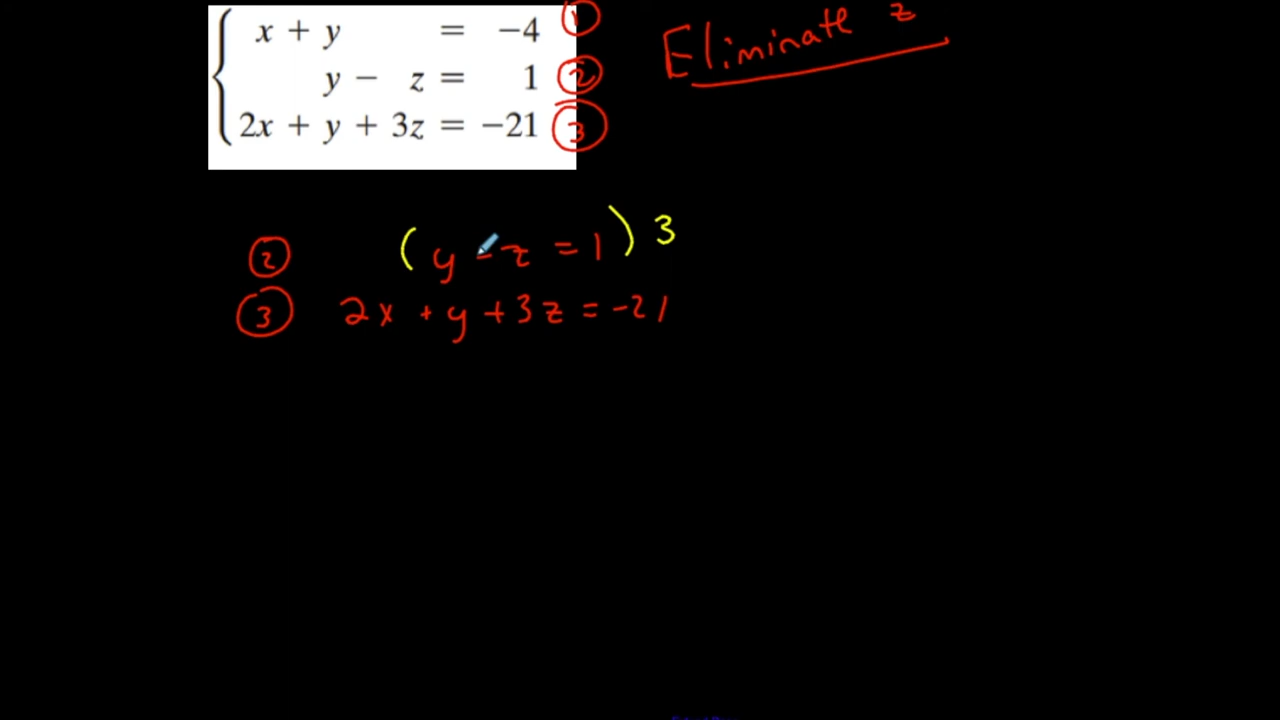 x + y = −4 ①
Eliminate z
y − z = 1 ②
2x + y + 3z = −21 ③
② (y - z = 1) 3
③ 2x + y + 3z = -21